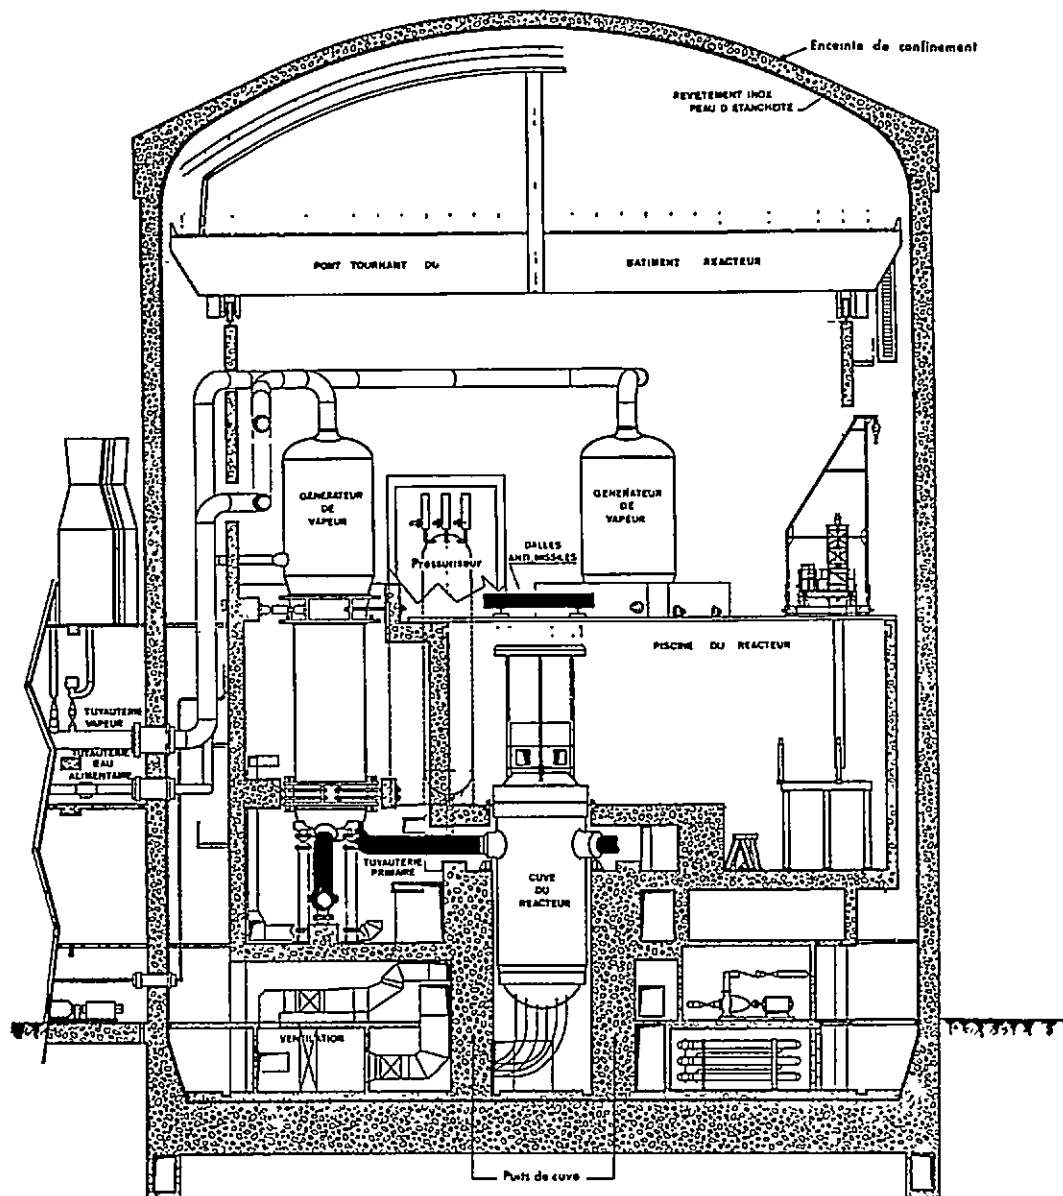 Enceinte de confinement
REVETEMENT INOX
PEAU D ETANCHEITE
PONT TOURNANT DU
BATIMENT REACTEUR
GENERATEUR
DE
VAPEUR
GENERATEUR
DE
VAPEUR
Pressuriseur
DALLES
ANTI MISSILES
PISCINE DU REACTEUR
TUYAUTERIE
VAPEUR
TUYAUTERIE
EAU
ALIMENTAIRE
TUYAUTERIE
PRIMAIRE
CUVE
DU
REACTEUR
VENTILATION
Puits de cuve